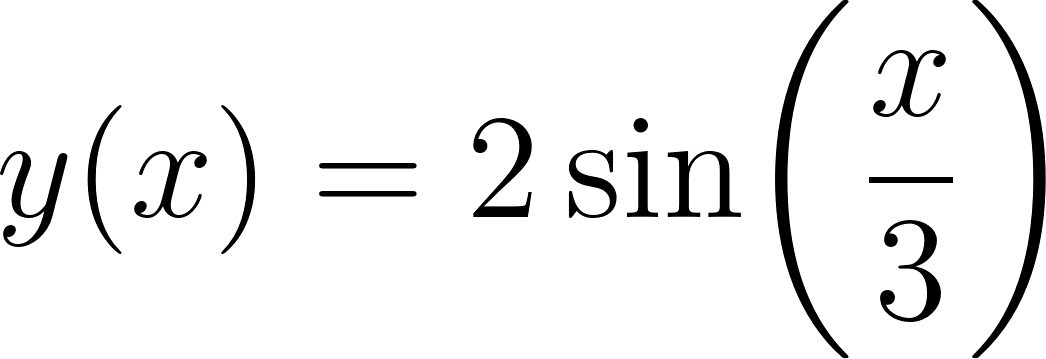 y(x) = 2 sin(x/3)